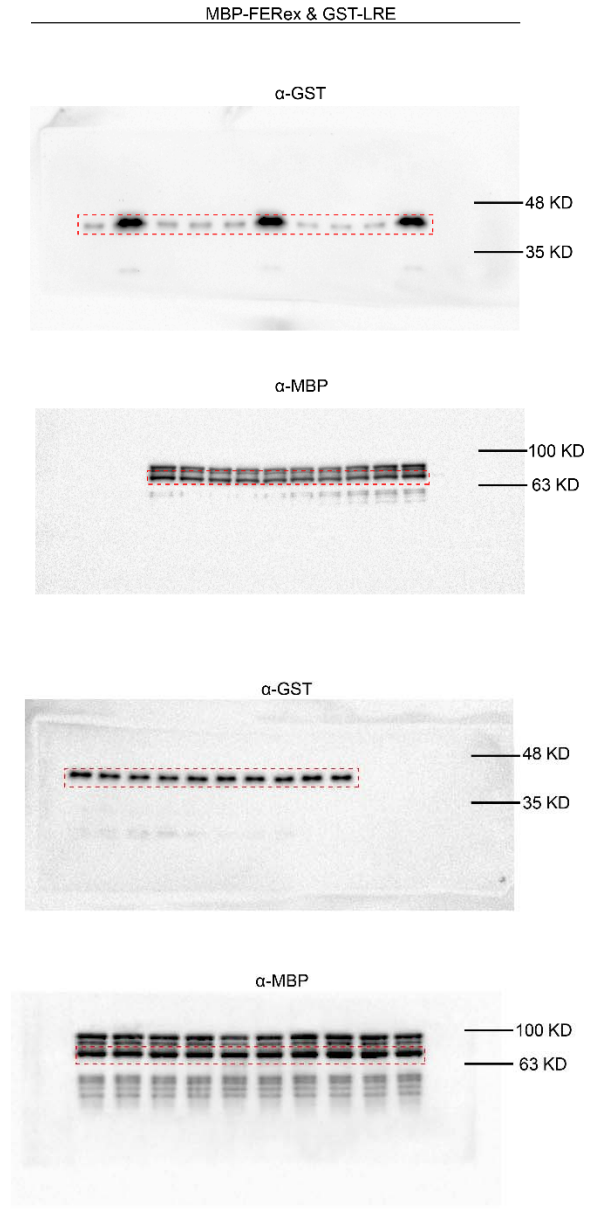 MBP-FERex & GST-LRE
α-GST
48 KD
35 KD
α-MBP
100 KD
63 KD
α-GST
48 KD
35 KD
α-MBP
100 KD
63 KD